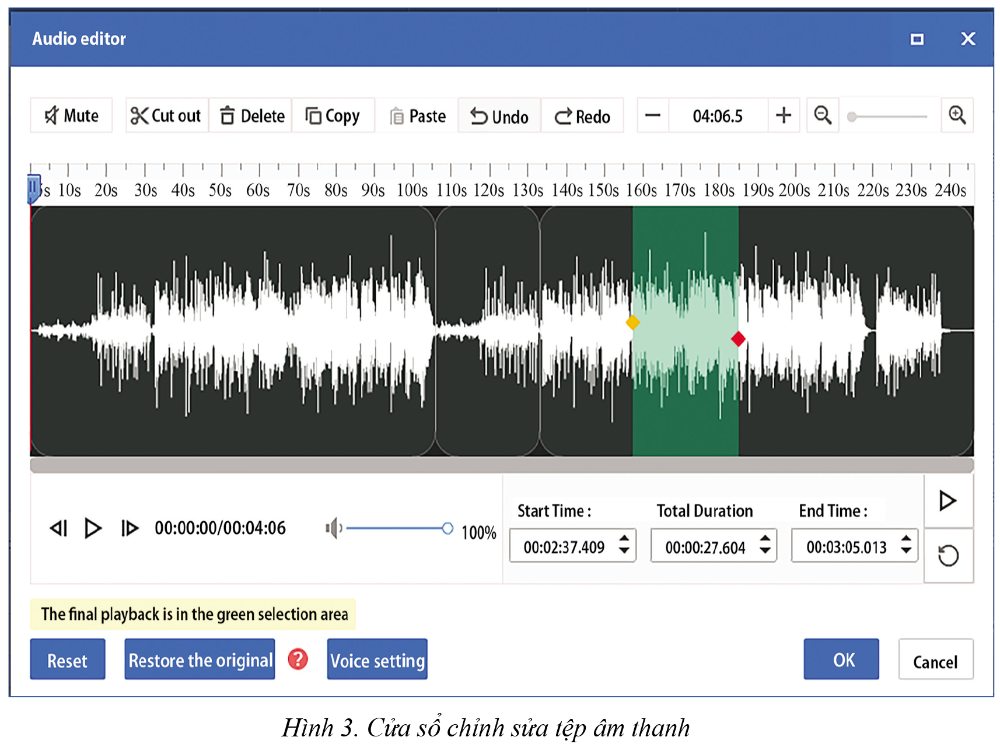 Audio editor
Mute Cut out Delete Copy Paste Undo Redo 04:06.5
5s 10s 20s 30s 40s 50s 60s 70s 80s 90s 100s 110s 120s 130s 140s 150s 160s 170s 180s 190s 200s 210s 220s 230s 240s
Start Time : Total Duration End Time :
00:00:00/00:04:06 100% 00:02:37.409 00:00:27.604 00:03:05.013
The final playback is in the green selection area
Reset Restore the original ? Voice setting OK Cancel
Hình 3. Cửa sổ chỉnh sửa tệp âm thanh